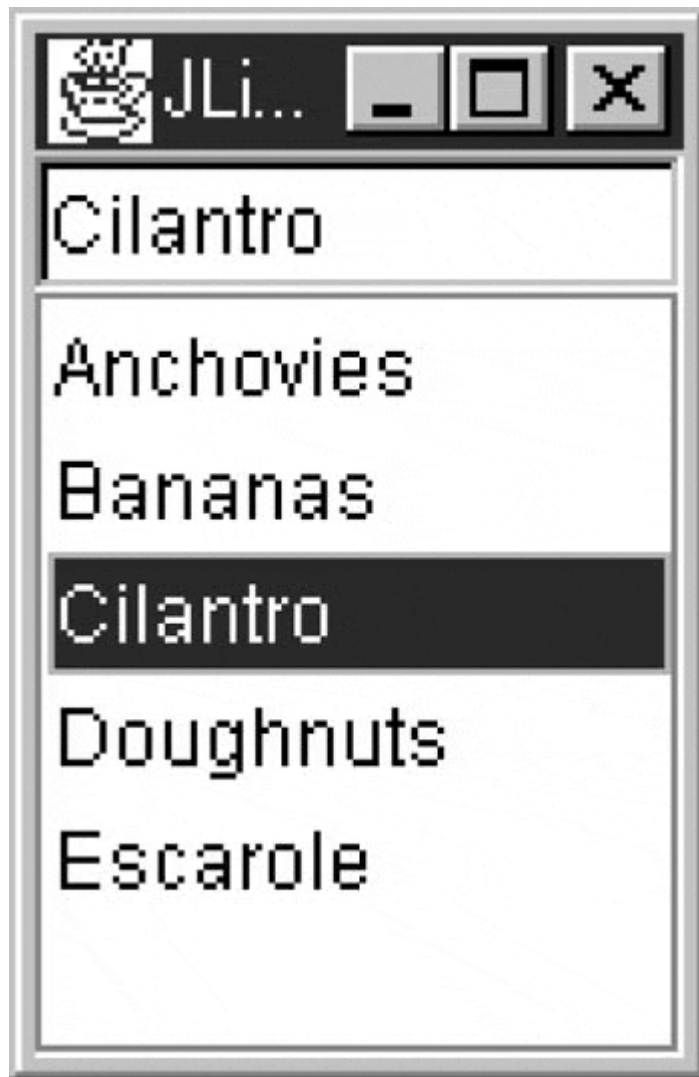 JLi...
Cilantro
Anchovies
Bananas
Cilantro
Doughnuts
Escarole